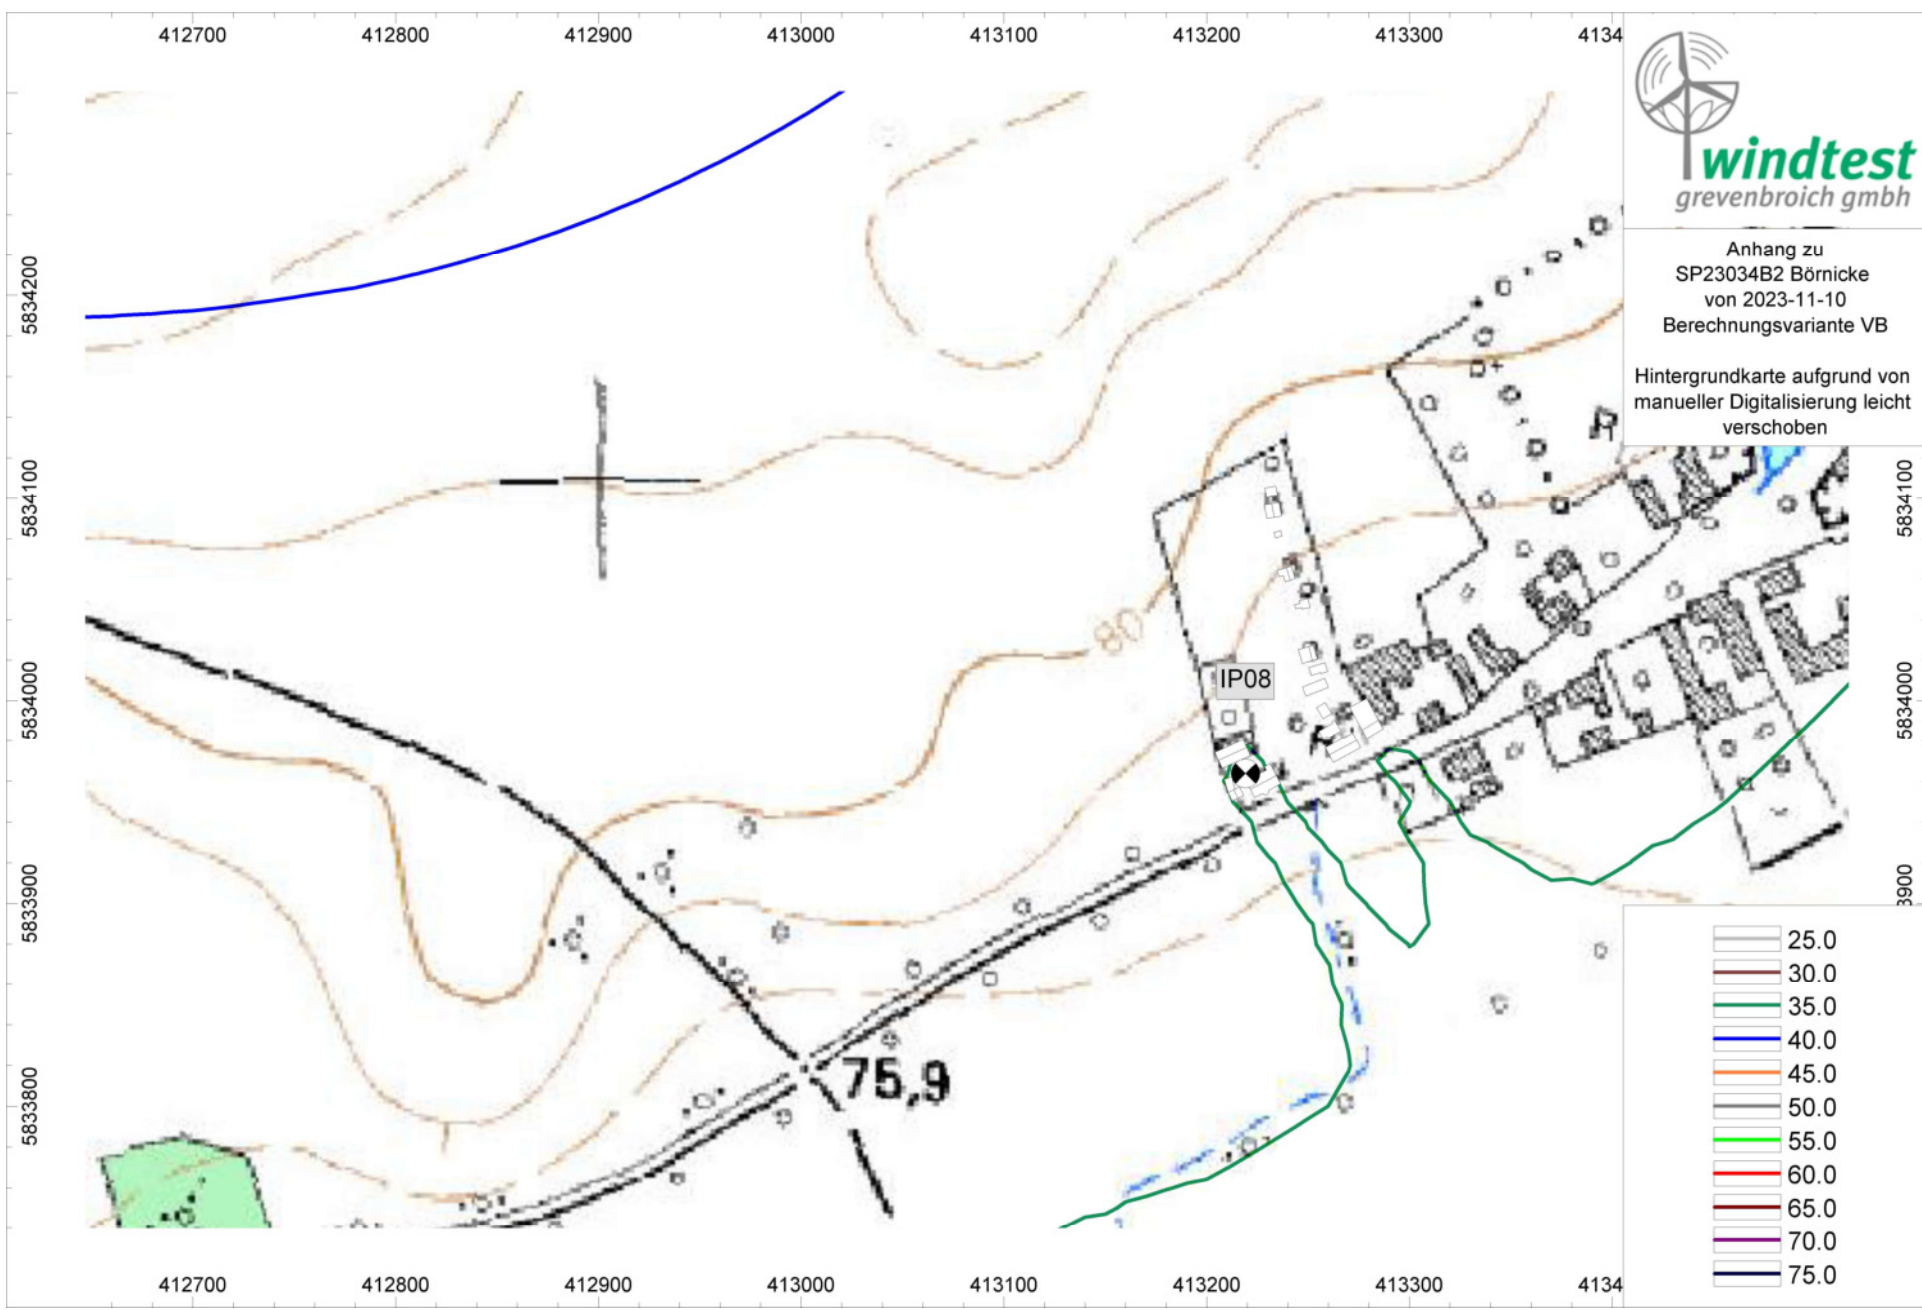 412700 412800 412900 413000 413100 413200 413300 4134
windtest
grevenbroich gmbh
Anhang zu
SP23034B2 Börnicke
von 2023-11-10
Berechnungsvariante VB
Hintergrundkarte aufgrund von
manueller Digitalisierung leicht
verschoben
5834200
5834100
5834000
5833900
5833800
5834100
5834000
3900
IP08
75,9
25.0
30.0
35.0
40.0
45.0
50.0
55.0
60.0
65.0
70.0
75.0
412700 412800 412900 413000 413100 413200 413300 4134